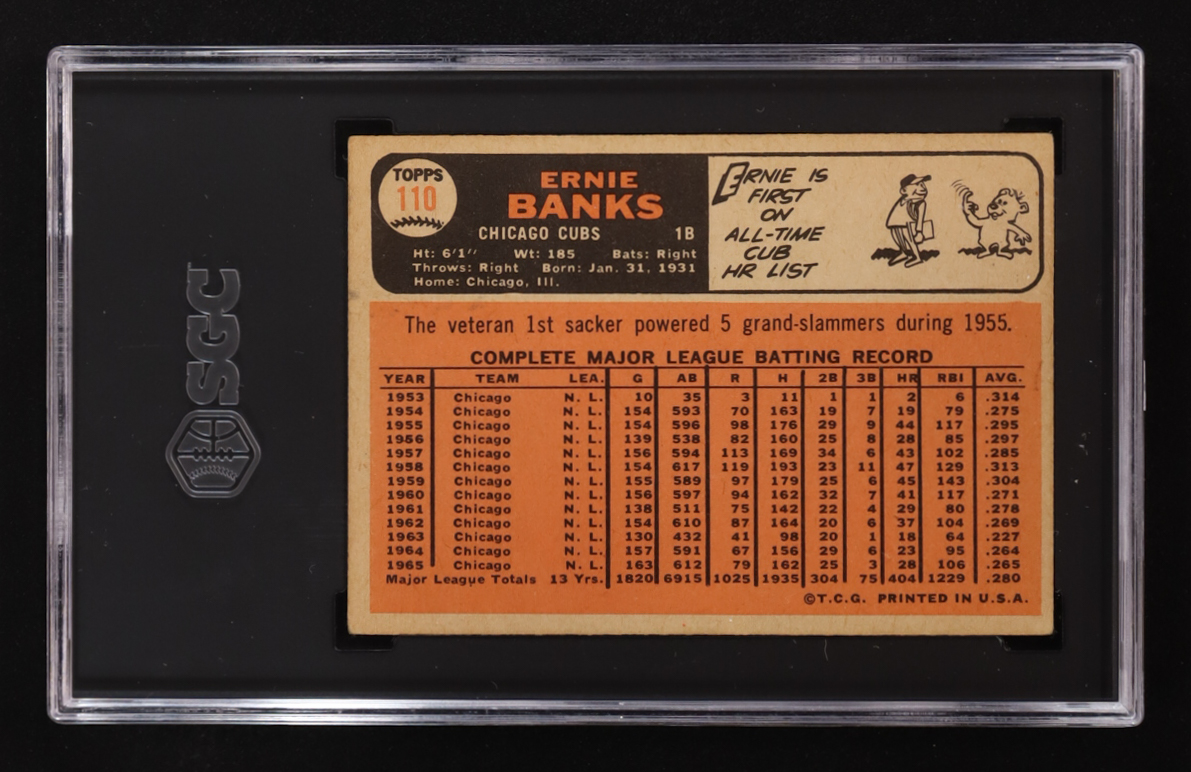 SGC
TOPPS
110
ERNIE
BANKS
CHICAGO CUBS 1B
Ht: 6'1" Wt: 185 Bats: Right
Throws: Right Born: Jan. 31, 1931
Home: Chicago, Ill.
ERNIE IS
FIRST
ON
ALL-TIME
CUB
HR LIST
The veteran 1st sacker powered 5 grand-slammers during 1955.
COMPLETE MAJOR LEAGUE BATTING RECORD
YEAR TEAM LEA. G AB R H 2B 3B HR RBI AVG.
1953 Chicago N. L. 10 35 3 11 1 1 2 6 .314
1954 Chicago N. L. 154 593 70 163 19 7 19 79 .275
1955 Chicago N. L. 154 596 98 176 29 9 44 117 .295
1956 Chicago N. L. 139 538 82 160 25 8 28 85 .297
1957 Chicago N. L. 156 594 113 169 34 6 43 102 .285
1958 Chicago N. L. 154 617 119 193 23 11 47 129 .313
1959 Chicago N. L. 155 589 97 179 25 6 45 143 .304
1960 Chicago N. L. 156 597 94 162 32 7 41 117 .271
1961 Chicago N. L. 138 511 75 142 22 4 29 80 .278
1962 Chicago N. L. 154 610 87 164 20 6 37 104 .269
1963 Chicago N. L. 130 432 41 98 20 1 18 64 .227
1964 Chicago N. L. 157 591 67 156 29 6 23 95 .264
1965 Chicago N. L. 163 612 79 162 25 3 28 106 .265
Major League Totals 13 Yrs. 1820 6915 1025 1935 304 75 404 1229 .280
©T.C.G. PRINTED IN U.S.A.